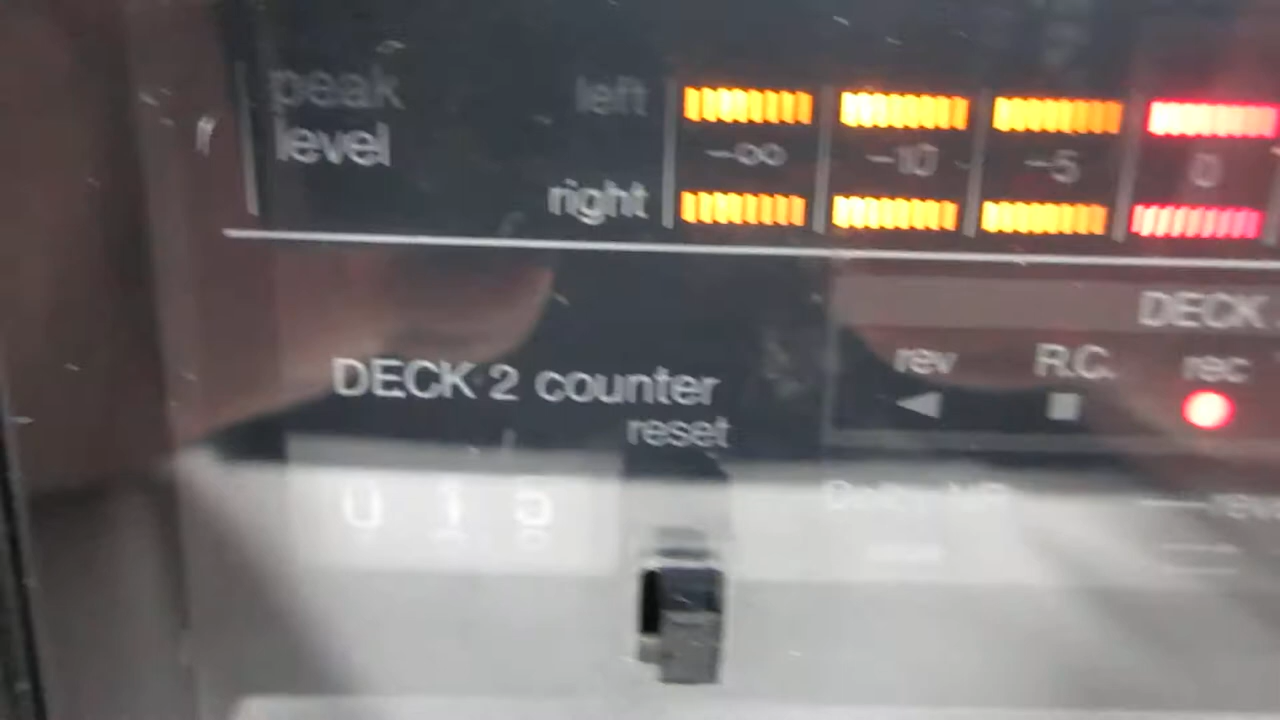 peak
level
left
right
-∞
-10
-5
0
DECK
rev
R.C.
rec
DECK 2 counter
reset